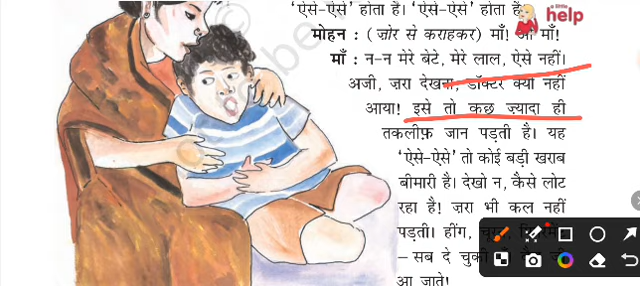 'ऐसे-ऐसे' होता है। 'ऐसे-ऐसे' होता है
help
मोहन : (ज़ोर से कराहकर) माँ! ओ माँ!
माँ : न-न मेरे बेटे, मेरे लाल, ऐसे नहीं।
अजी, ज़रा देखना, डॉक्टर क्यों नहीं
आया! इसे तो कछ ज़्यादा ही
तकलीफ़ जान पड़ती है। यह
'ऐसे-ऐसे' तो कोई बड़ी खराब
बीमारी है। देखो न, कैसे लोट
रहा है! ज़रा भी कल नहीं
पड़ती। हींग,
– सब दे चुकी
आ जाते!